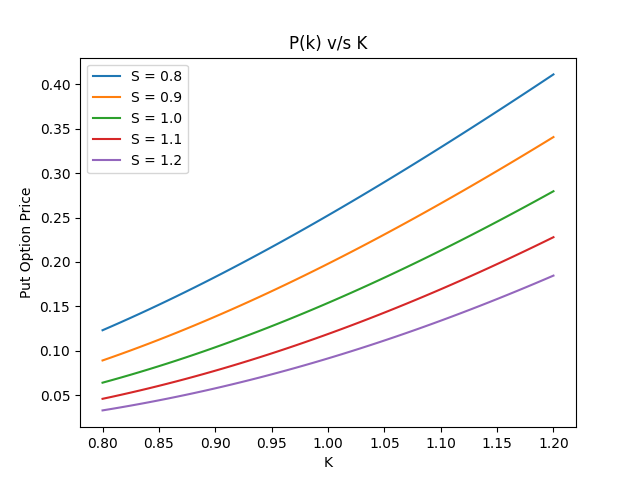 P(k) v/s K
S = 0.8
S = 0.9
S = 1.0
S = 1.1
S = 1.2
Put Option Price
0.40
0.35
0.30
0.25
0.20
0.15
0.10
0.05
0.80 0.85 0.90 0.95 1.00 1.05 1.10 1.15 1.20
K